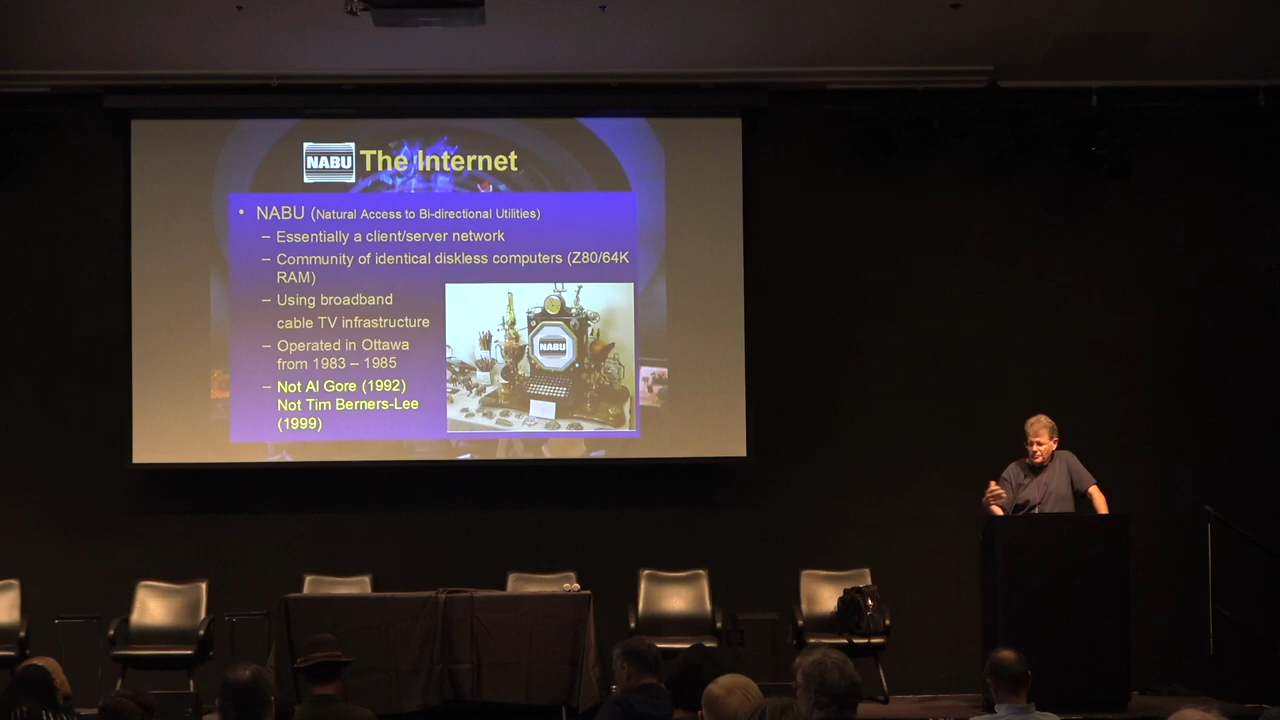 NABU The Internet
• NABU (Natural Access to Bi-directional Utilities)
– Essentially a client/server network
– Community of identical diskless computers (Z80/64K
RAM)
– Using broadband
cable TV infrastructure
– Operated in Ottawa
from 1983 – 1985
– Not Al Gore (1992)
Not Tim Berners-Lee
(1999)
NABU